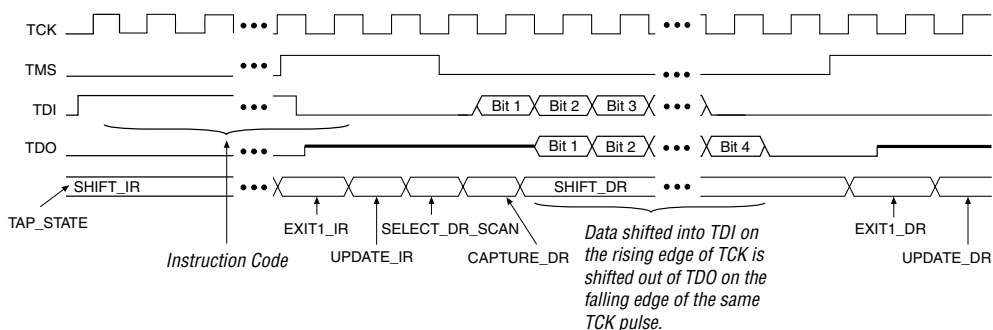 TCK
TMS
TDI
Bit 1 Bit 2 Bit 3
TDO
Bit 1 Bit 2 Bit 4
SHIFT_IR SHIFT_DR
TAP_STATE
EXIT1_IR SELECT_DR_SCAN EXIT1_DR
Instruction Code UPDATE_IR CAPTURE_DR UPDATE_DR
Data shifted into TDI on
the rising edge of TCK is
shifted out of TDO on the
falling edge of the same
TCK pulse.